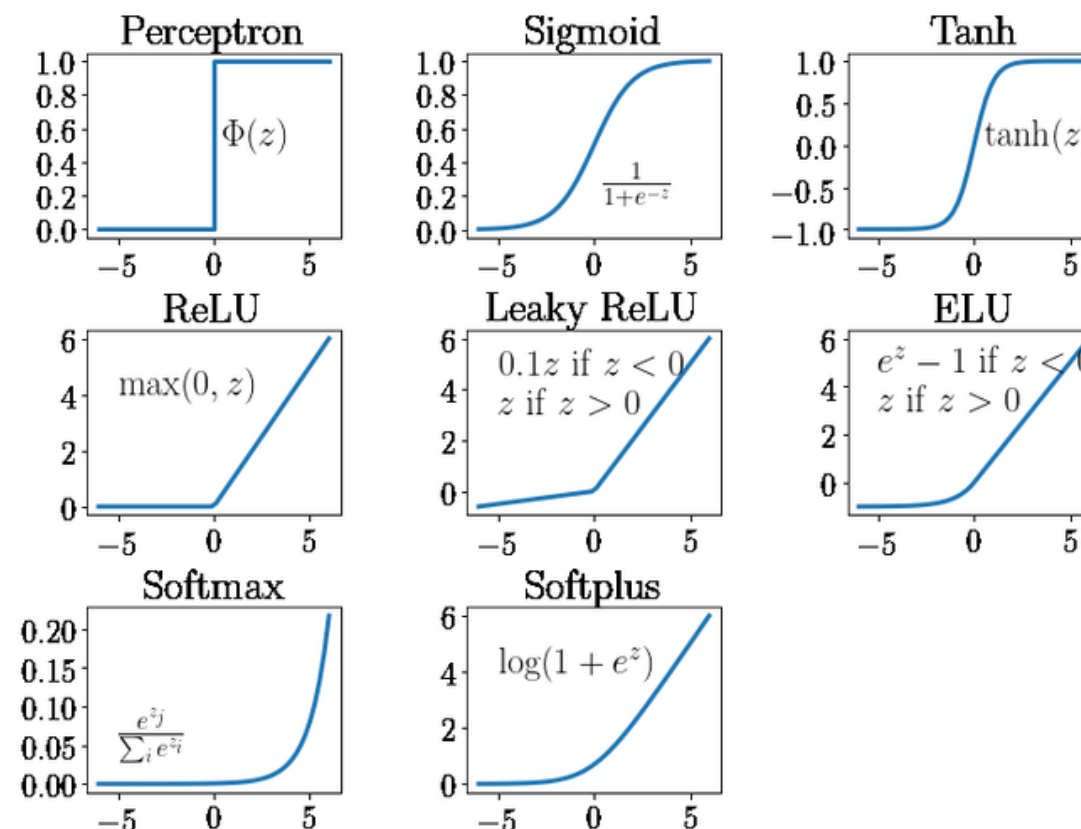 Perceptron
1.0
0.8
0.6
0.4
0.2
0.0
Φ(z)
−5 0 5
Sigmoid
1.0
0.8
0.6
0.4
0.2
0.0
1
1+e^{−z}
−5 0 5
Tanh
1.0
0.5
0.0
−0.5
−1.0
tanh(z
−5 0 5
ReLU
6
4
2
0
max(0, z)
−5 0 5
Leaky ReLU
6
4
2
0
0.1z if z < 0
z if z > 0
−5 0 5
ELU
6
4
2
0
e^z − 1 if z < 0
z if z > 0
−5 0 5
Softmax
0.20
0.15
0.10
0.05
0.00
e^{z_j}
∑_i e^{z_i}
−5 0 5
Softplus
6
4
2
0
log(1 + e^z)
−5 0 5